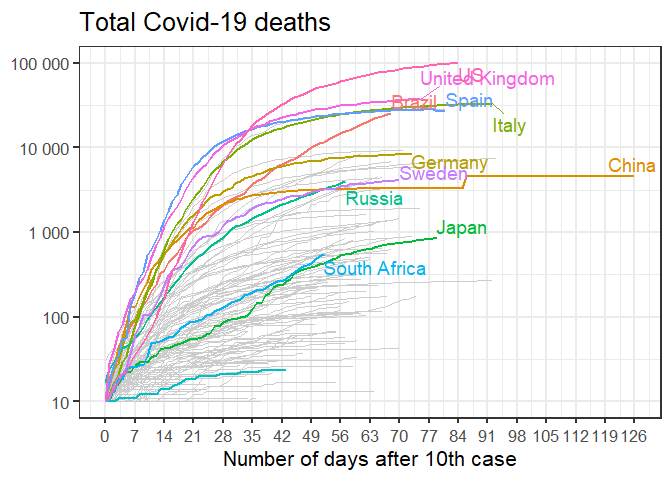 Total Covid-19 deaths
100 000
10 000
1 000
100
10
US
United Kingdom
Brazil
Spain
Italy
Germany
China
Sweden
Russia
Japan
South Africa
0 7 14 21 28 35 42 49 56 63 70 77 84 91 98 105 112 119 126
Number of days after 10th case